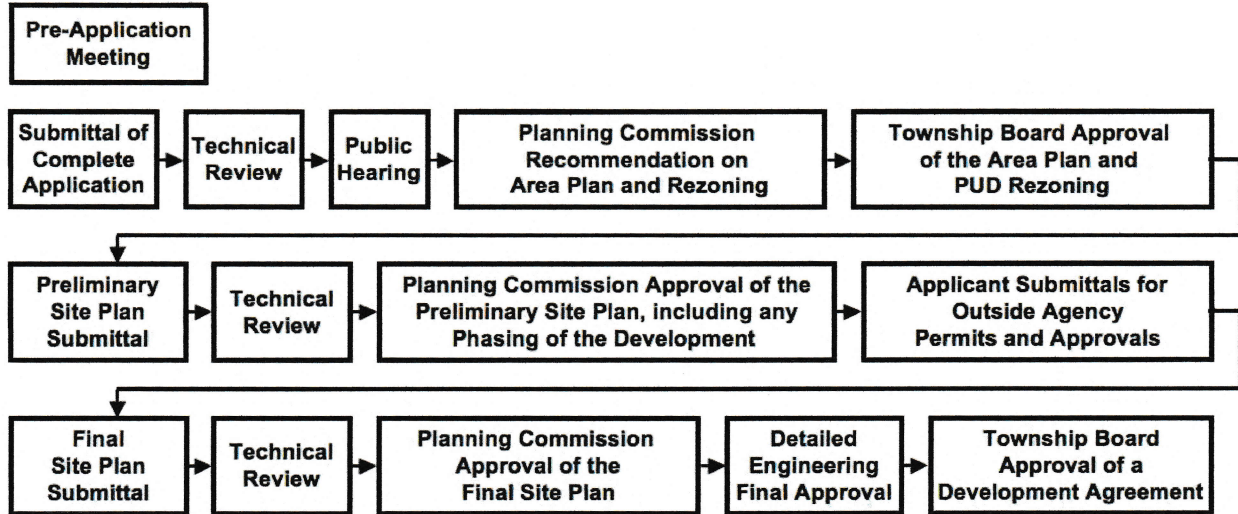 Pre-Application
Meeting
Submittal of
Complete
Application
Technical
Review
Public
Hearing
Planning Commission
Recommendation on
Area Plan and Rezoning
Township Board Approval
of the Area Plan and
PUD Rezoning
Preliminary
Site Plan
Submittal
Technical
Review
Planning Commission Approval of the
Preliminary Site Plan, including any
Phasing of the Development
Applicant Submittals for
Outside Agency
Permits and Approvals
Final
Site Plan
Submittal
Technical
Review
Planning Commission
Approval of the
Final Site Plan
Detailed
Engineering
Final Approval
Township Board
Approval of a
Development Agreement